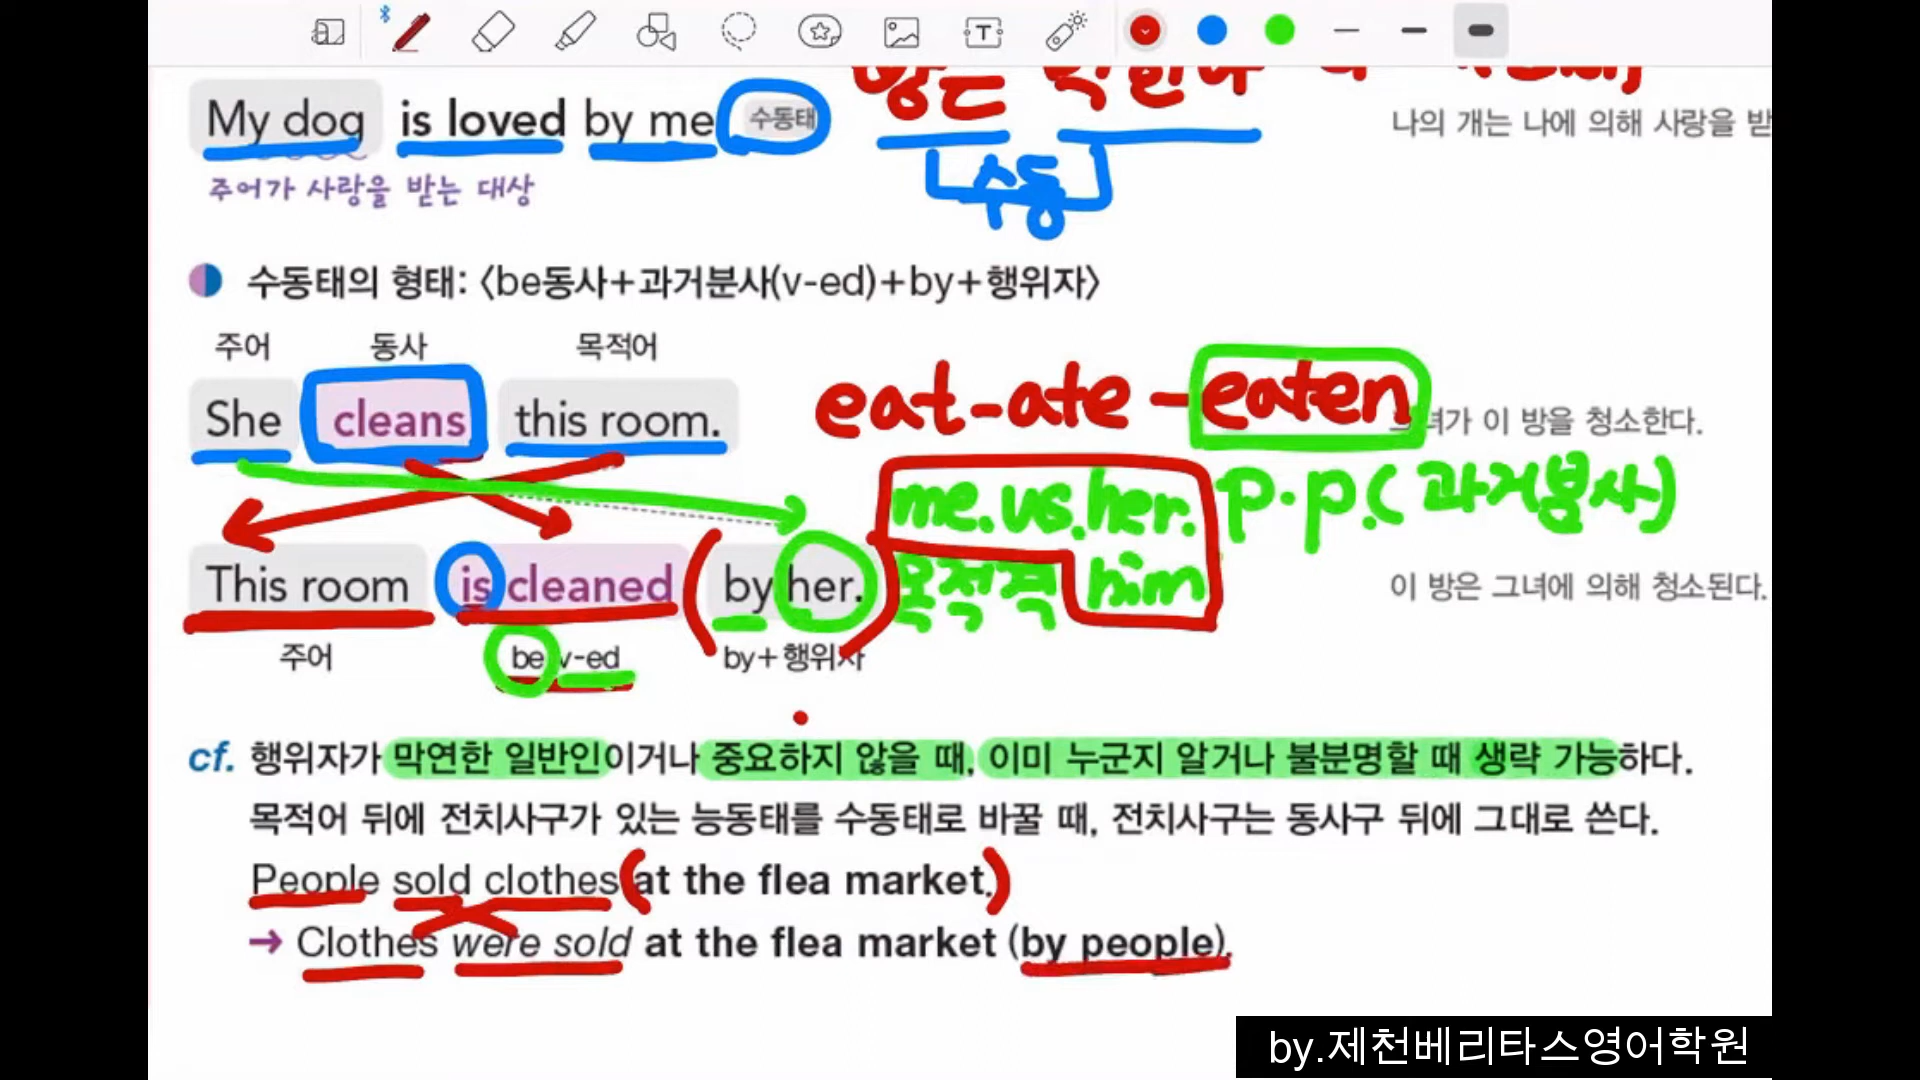 My dog is loved by me 수동태
나의 개는 나에 의해 사랑을 받
주어가 사랑을 받는 대상
수동
수동태의 형태: <be동사+과거분사(v-ed)+by+행위자>
주어 동사 목적어
She cleans this room.
eat-ate-eaten
녀가 이 방을 청소한다.
me.us.her.
him
목적격
p.p.(과거분사)
This room is cleaned by her.
이 방은 그녀에 의해 청소된다.
주어 be v-ed by+행위자
cf. 행위자가 막연한 일반인이거나 중요하지 않을 때, 이미 누군지 알거나 불분명할 때 생략 가능하다.
목적어 뒤에 전치사구가 있는 능동태를 수동태로 바꿀 때, 전치사구는 동사구 뒤에 그대로 쓴다.
People sold clothes (at the flea market.)
→ Clothes were sold at the flea market (by people).
by.제천베리타스영어학원